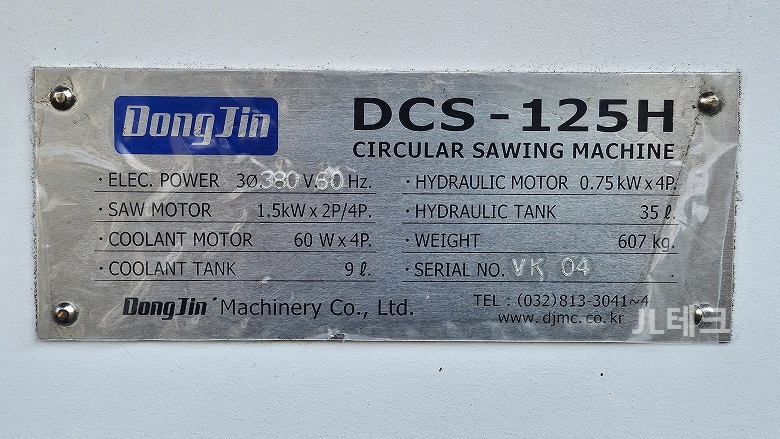 DongJin
DCS-125H
CIRCULAR SAWING MACHINE
· ELEC. POWER 3Ø.380V.60 Hz.
· SAW MOTOR 1.5kW x 2P/4P.
· COOLANT MOTOR 60 W x 4P.
· COOLANT TANK 9 ℓ.
· HYDRAULIC MOTOR 0.75 kW x 4P.
· HYDRAULIC TANK 35 ℓ.
· WEIGHT 607 kg.
· SERIAL NO. VK 04 .
DongJin Machinery Co., Ltd.
TEL : (032)813-3041~4
www.djmc.co.kr
JL테크